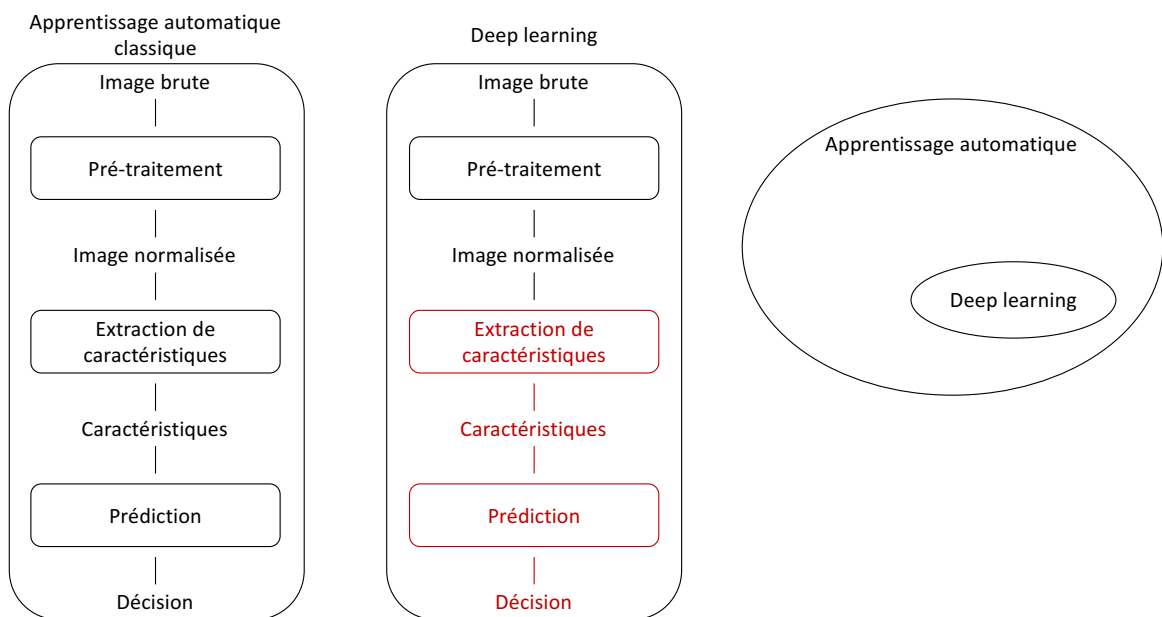 Apprentissage automatique
classique
Image brute
Pré-traitement
Image normalisée
Extraction de
caractéristiques
Caractéristiques
Prédiction
Décision
Deep learning
Image brute
Pré-traitement
Image normalisée
Extraction de
caractéristiques
Caractéristiques
Prédiction
Décision
Apprentissage automatique
Deep learning